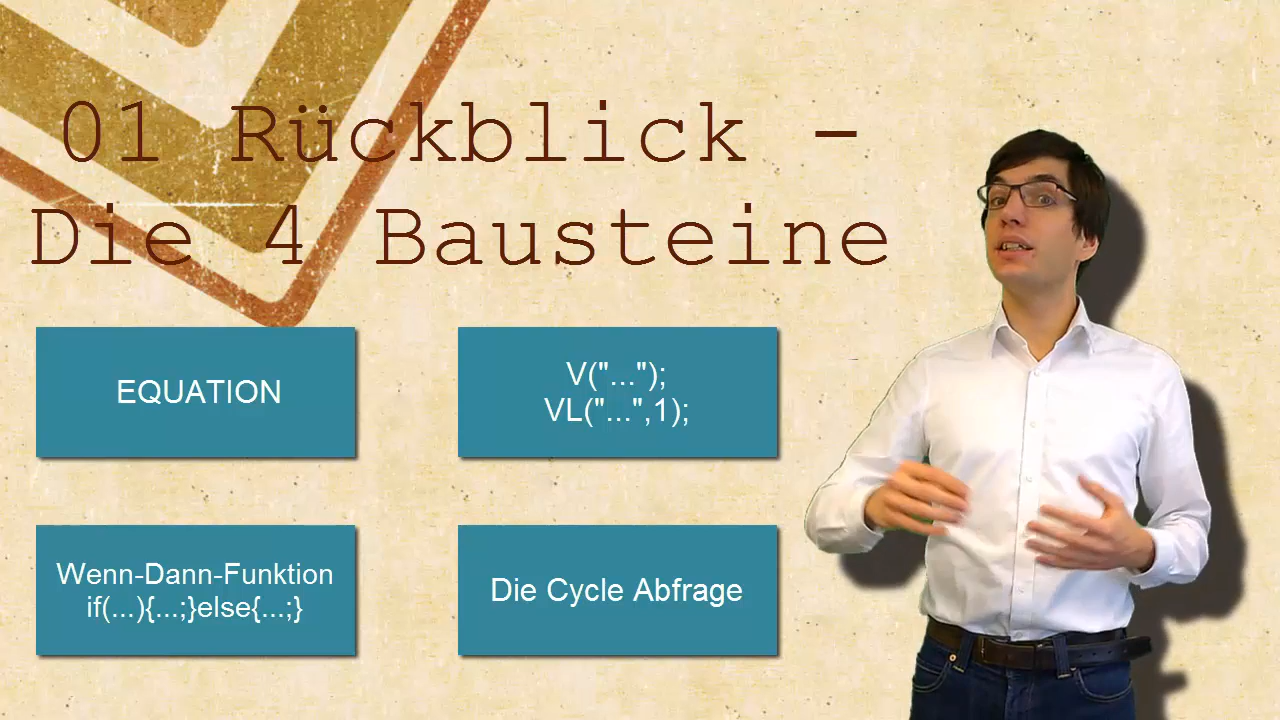 01 Rückblick -
Die 4 Bausteine
EQUATION
V("...");
VL("...",1);
Wenn-Dann-Funktion
if(...){...;}else{...;}
Die Cycle Abfrage